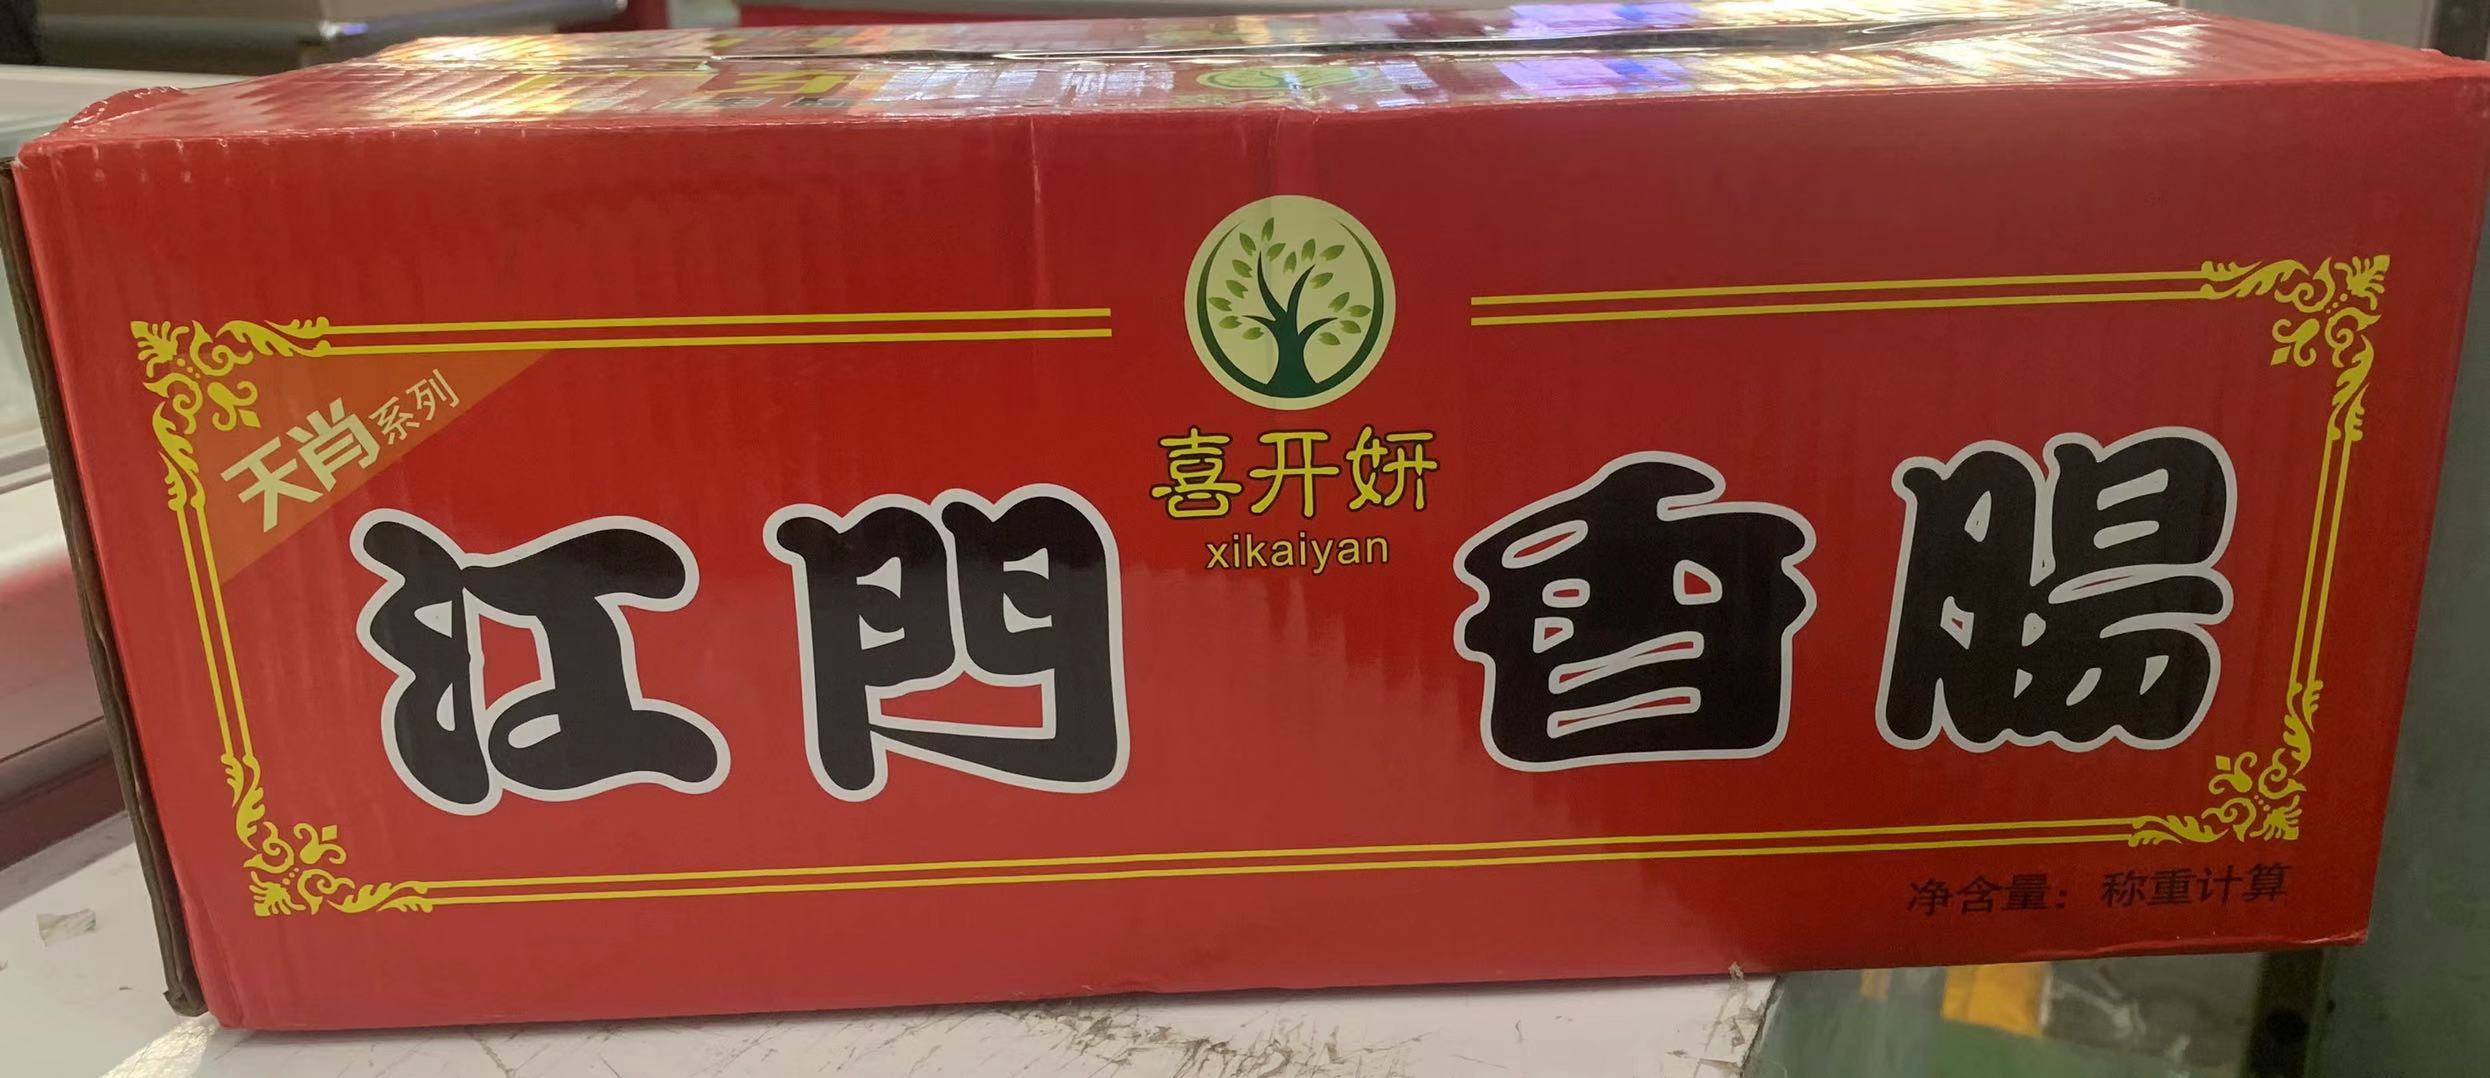 天肖系列
喜开妍
xikaiyan
江門 香腸
净含量：称重计算